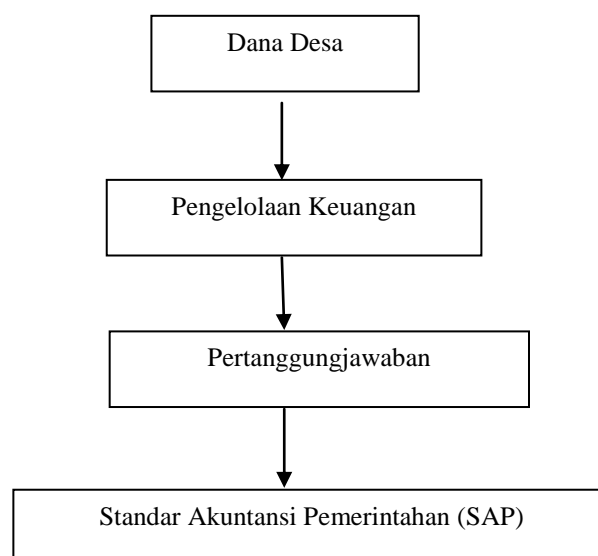 Dana Desa
Pengelolaan Keuangan
Pertanggungjawaban
Standar Akuntansi Pemerintahan (SAP)